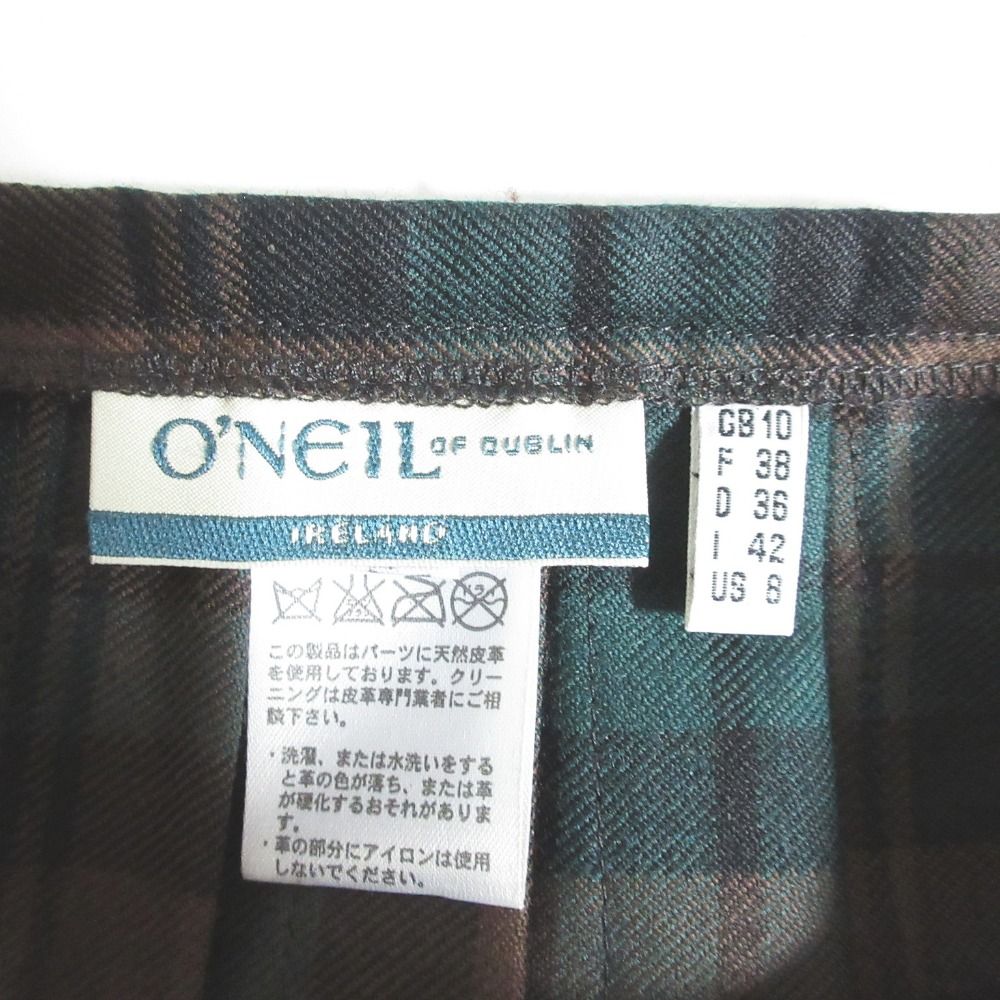 O'NEIL OF DUBLIN
IRELAND
GB 10
F 38
D 36
I 42
US 8
この製品はパーツに天然皮革
を使用しております。クリー
ニングは皮革専門業者にご相
談下さい。
・洗濯、または水洗いをする
と革の色が落ち、または革
が硬化するおそれがありま
す。
・革の部分にアイロンは使用
しないでください。